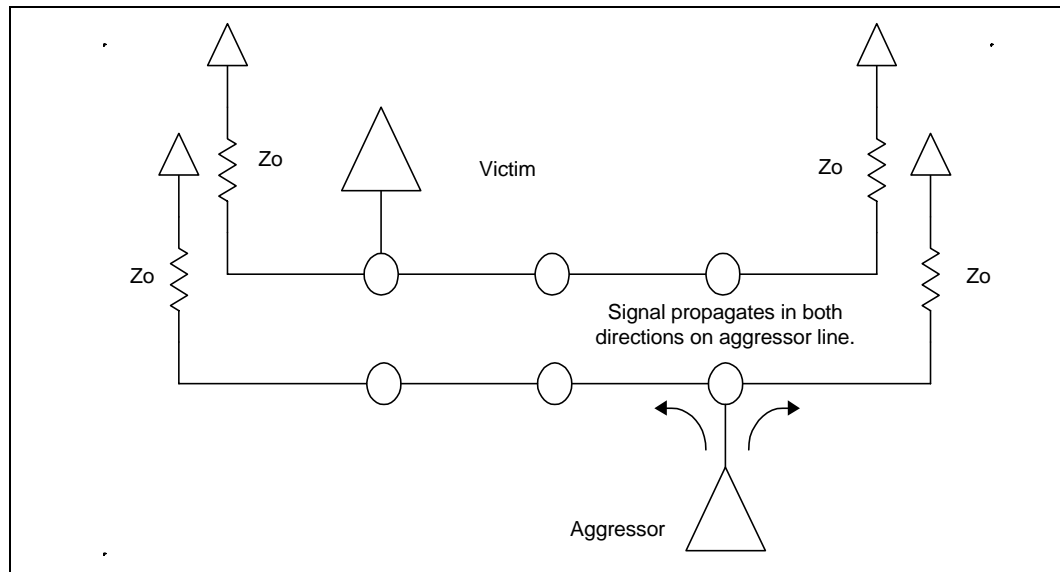 Zo
Victim
Zo
Zo
Zo
Signal propagates in both
directions on aggressor line.
Aggressor